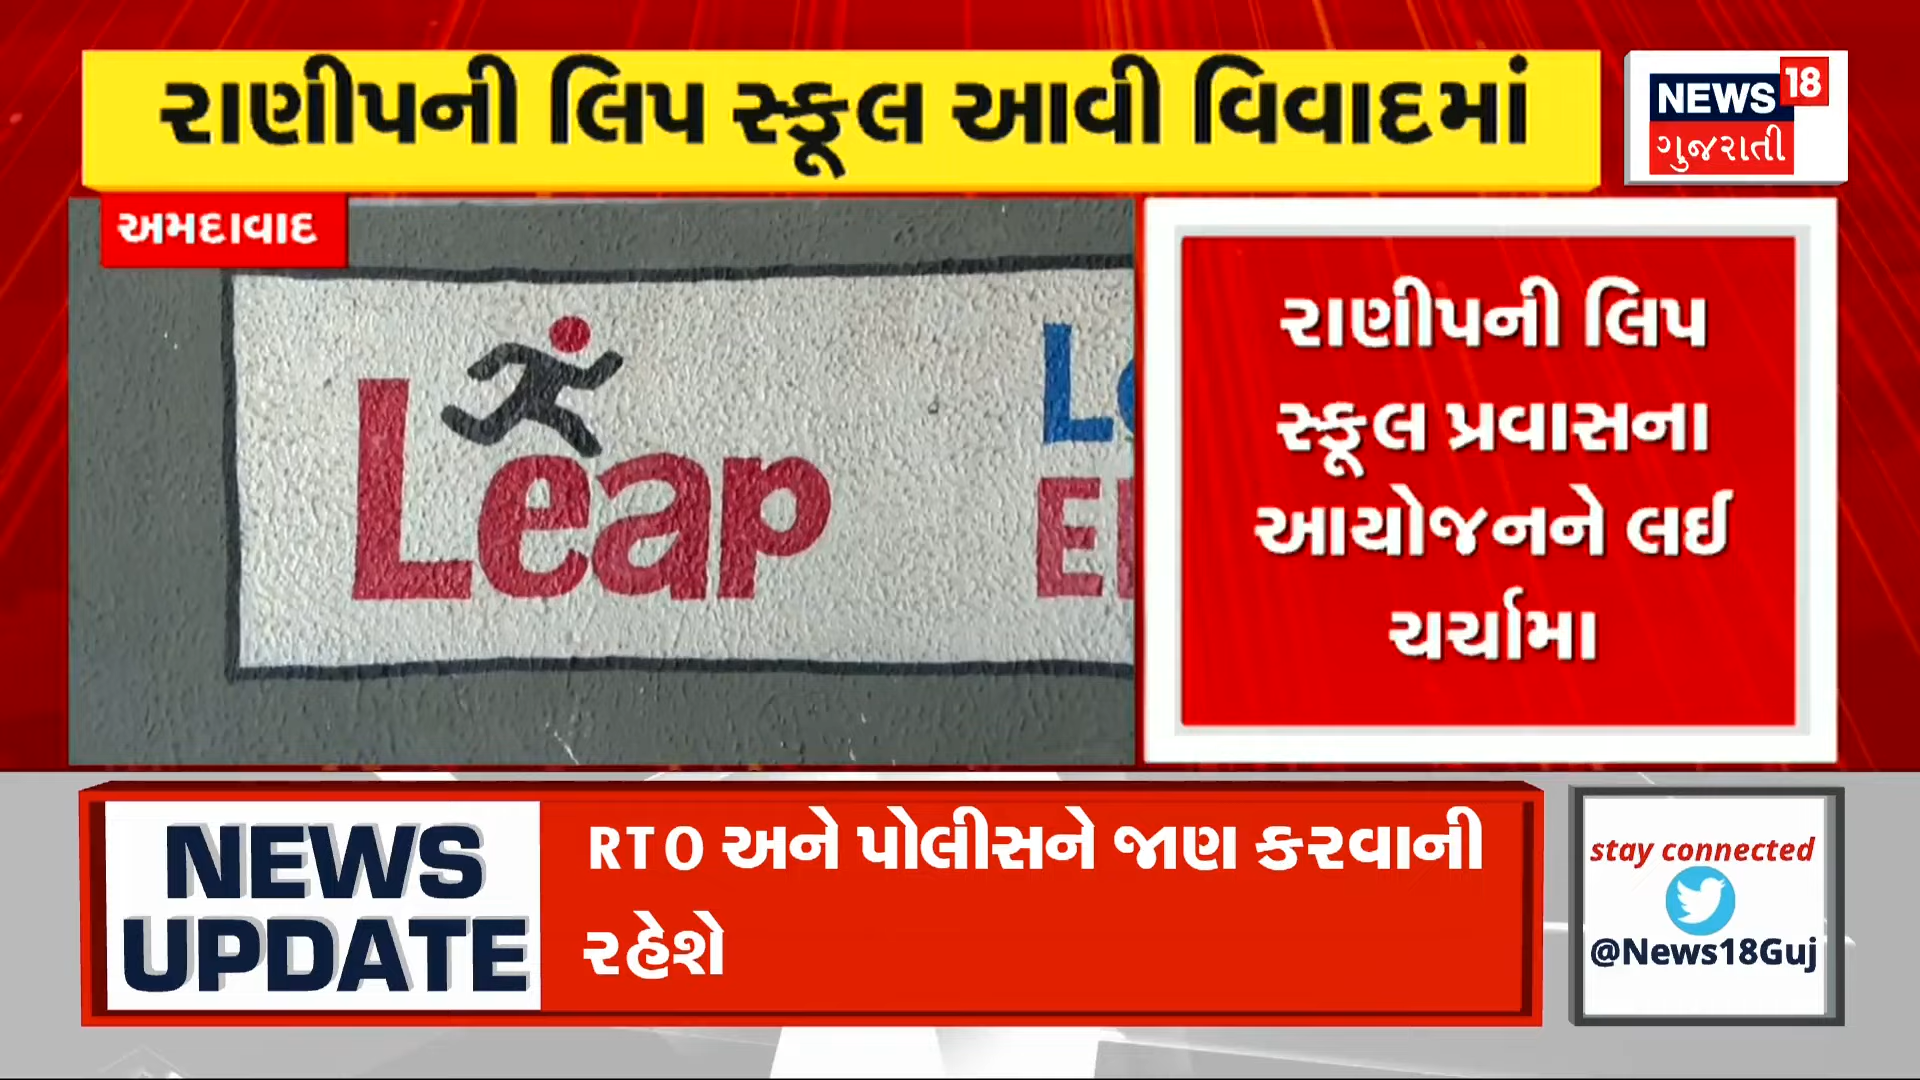 રાણીપની લિપ સ્કૂલ આવી વિવાદમાં
NEWS 18
ગુજરાતી
અમદાવાદ
Leap
રાણીપની લિપ
સ્કૂલ પ્રવાસના
આયોજનને લઈ
ચર્ચામા
NEWS
UPDATE
RTO અને પોલીસને જાણ કરવાની
રહેશે
stay connected
@News18Guj